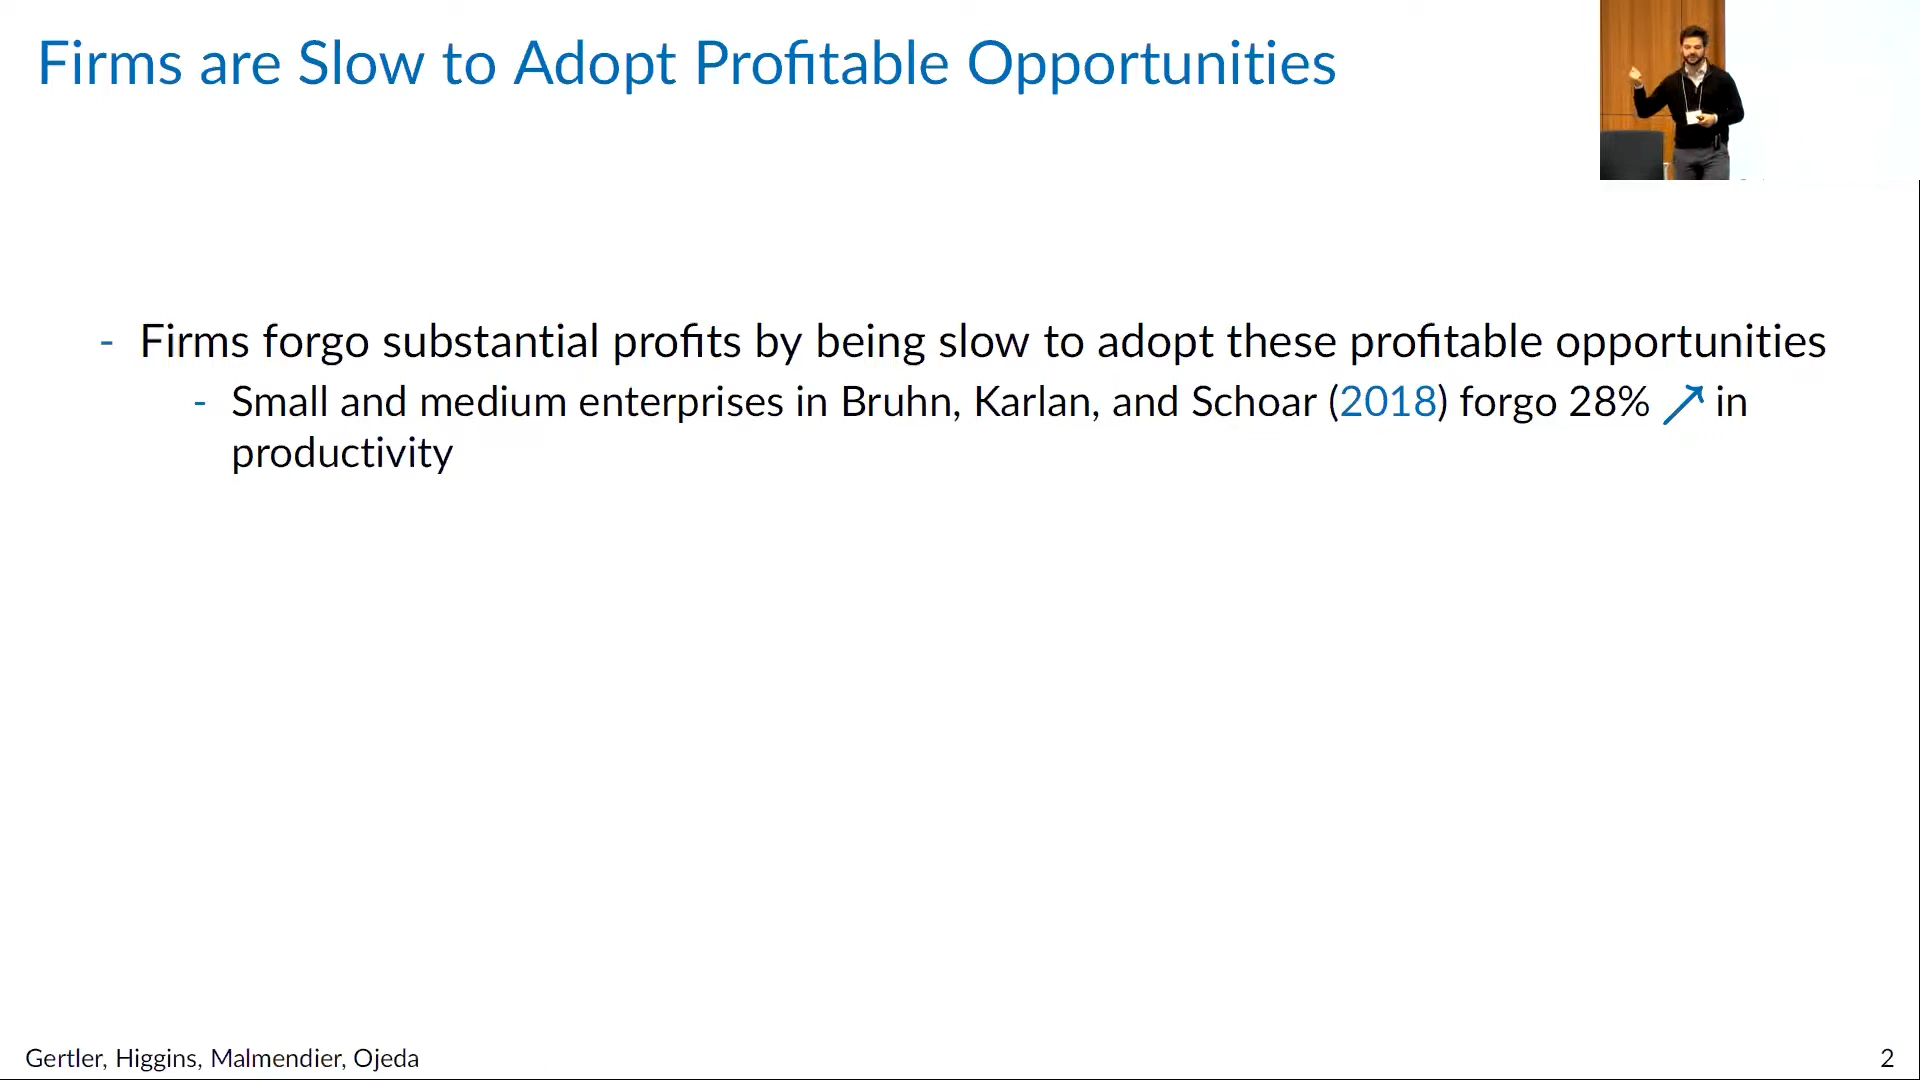 Firms are Slow to Adopt Profitable Opportunities
- Firms forgo substantial profits by being slow to adopt these profitable opportunities
- Small and medium enterprises in Bruhn, Karlan, and Schoar (2018) forgo 28% ↗ in
productivity
Gertler, Higgins, Malmendier, Ojeda
2